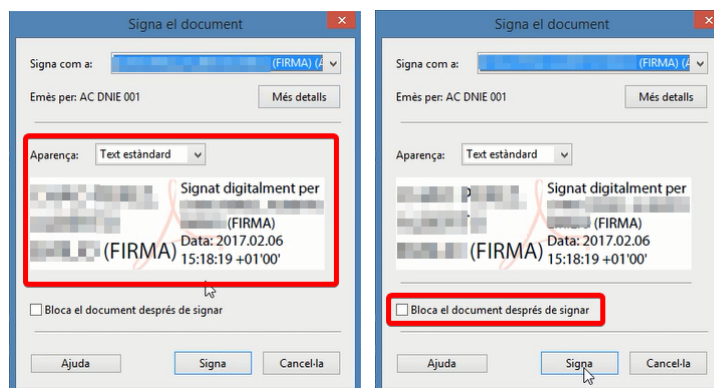 Signa el document
Signa com a: (FIRMA) (A
Emès per: AC DNIE 001 Més detalls
Aparença: Text estàndard
Signat digitalment per
(FIRMA)
(FIRMA) Data: 2017.02.06
15:18:19 +01'00'
Bloca el document després de signar
Ajuda Signa Cancel·la
Signa el document
Signa com a: (FIRMA) (A
Emès per: AC DNIE 001 Més detalls
Aparença: Text estàndard
Signat digitalment per
(FIRMA)
(FIRMA) Data: 2017.02.06
15:18:19 +01'00'
Bloca el document després de signar
Ajuda Signa Cancel·la